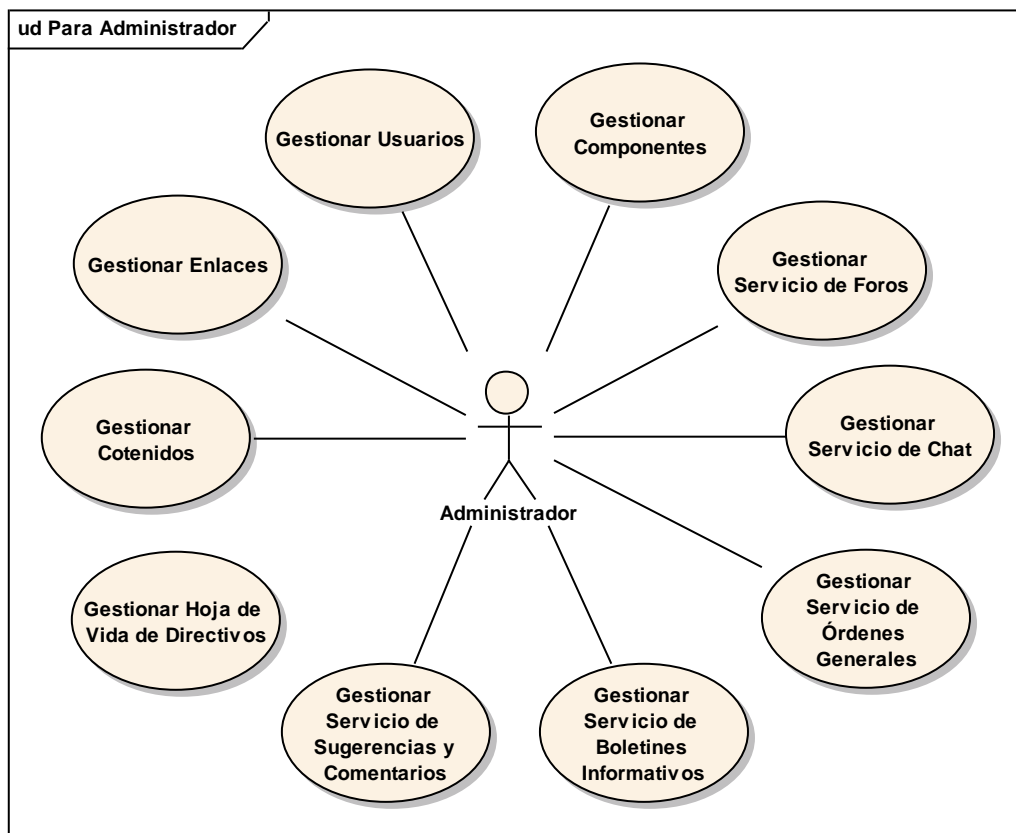 ud Para Administrador
Gestionar Usuarios
Gestionar
Componentes
Gestionar Enlaces
Gestionar
Servicio de Foros
Gestionar
Cotenidos
Gestionar
Servicio de Chat
Administrador
Gestionar Hoja de
Vida de Directivos
Gestionar
Servicio de
Órdenes
Generales
Gestionar
Servicio de
Sugerencias y
Comentarios
Gestionar
Servicio de
Boletines
Informativos